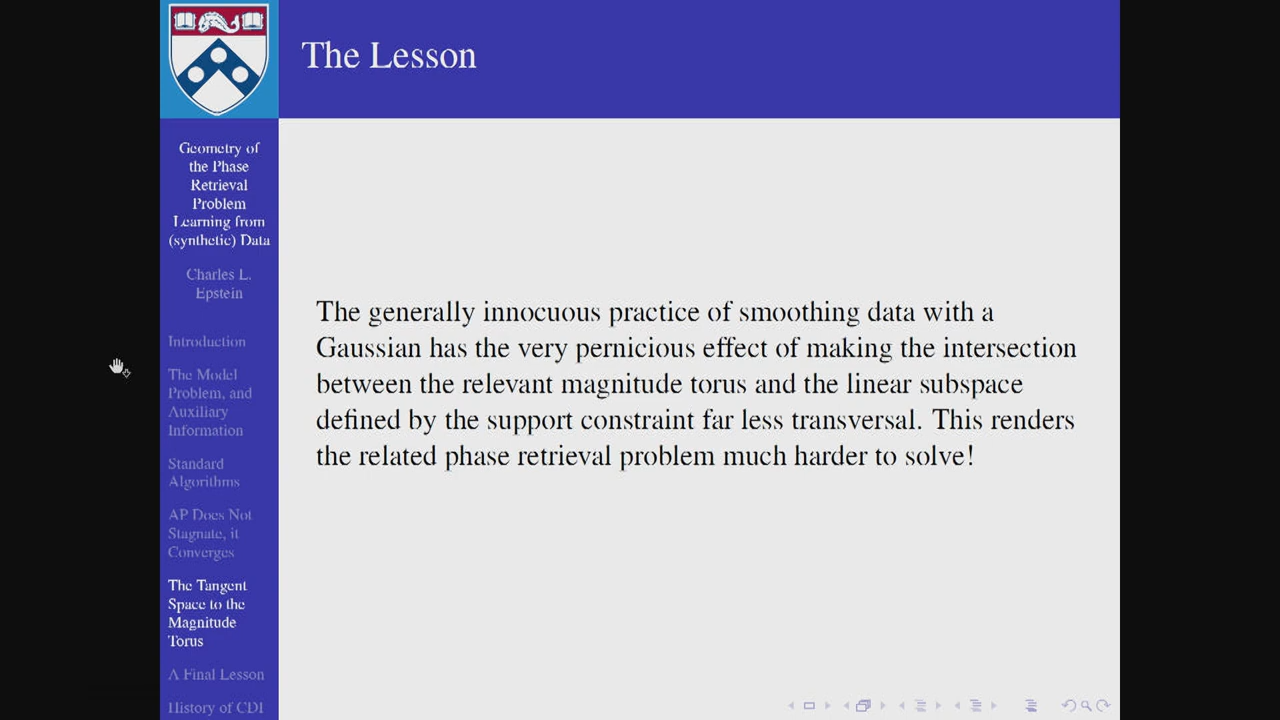 The Lesson
Geometry of
the Phase
Retrieval
Problem
Learning from
(synthetic) Data
Charles L.
Epstein
Introduction
The Model
Problem, and
Auxiliary
Information
Standard
Algorithms
AP Does Not
Stagnate, it
Converges
The Tangent
Space to the
Magnitude
Torus
A Final Lesson
History of CDI
The generally innocuous practice of smoothing data with a
Gaussian has the very pernicious effect of making the intersection
between the relevant magnitude torus and the linear subspace
defined by the support constraint far less transversal. This renders
the related phase retrieval problem much harder to solve!